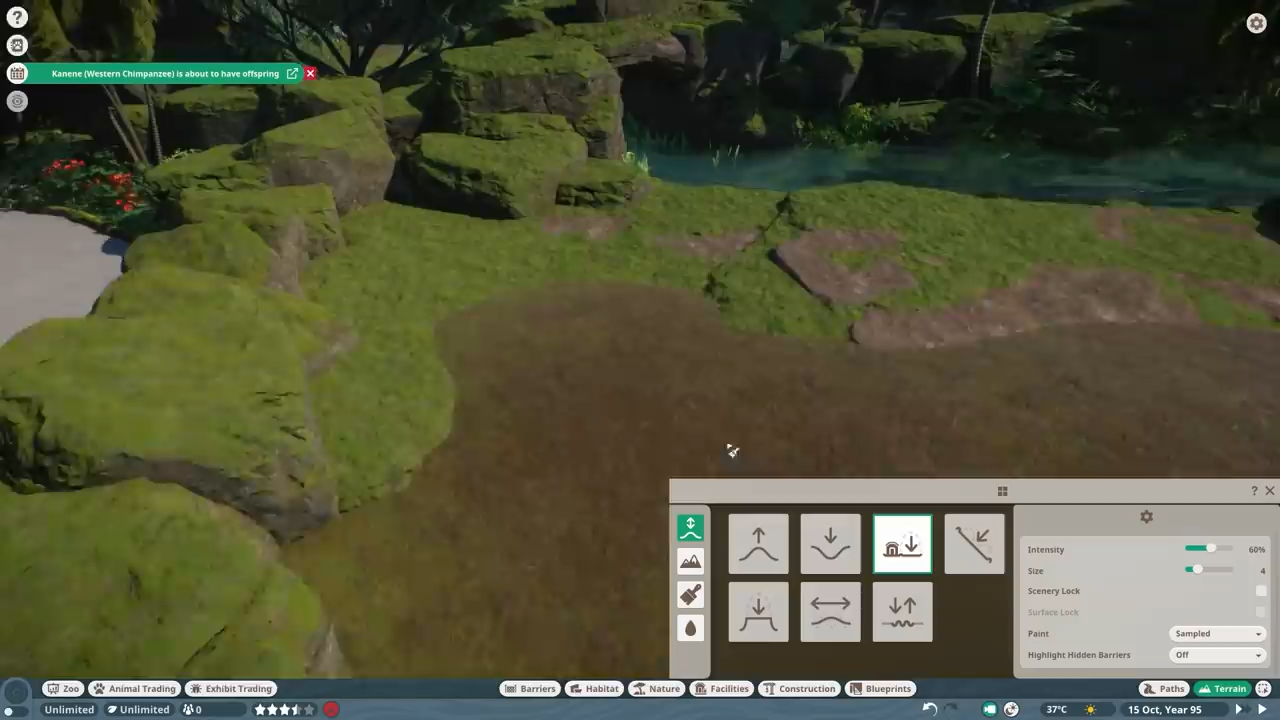 ?
Kanene (Western Chimpanzee) is about to have offspring
? 
Intensity 60%
Size 4
Scenery Lock
Surface Lock
Paint Sampled
Highlight Hidden Barriers Off
Zoo Animal Trading Exhibit Trading Barriers Habitat Nature Facilities Construction Blueprints Paths Terrain
Unlimited Unlimited 0 37°C 15 Oct, Year 95